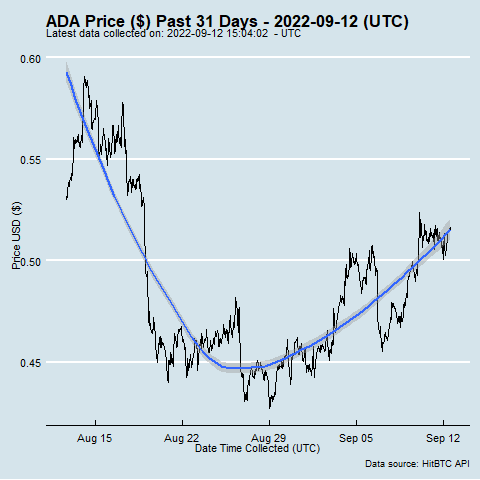 ADA Price ($) Past 31 Days - 2022-09-12 (UTC)
Latest data collected on: 2022-09-12 15:04:02  - UTC
0.60
0.55
0.50
0.45
Price USD ($)
Aug 15
Aug 22
Aug 29
Sep 05
Sep 12
Date Time Collected (UTC)
Data source: HitBTC API